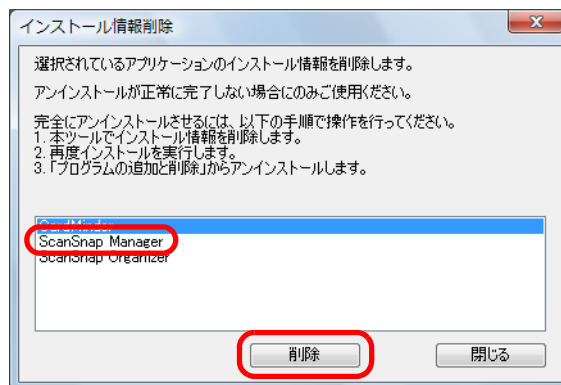 インストール情報削除
選択されているアプリケーションのインストール情報を削除します。
アンインストールが正常に完了しない場合にのみご使用ください。
完全にアンインストールさせるには、以下の手順で操作を行ってください。
1. 本ツールでインストール情報を削除します。
2. 再度インストールを実行します。
3. 「プログラムの追加と削除」からアンインストールします。
CardMinder
ScanSnap Manager
ScanSnap Organizer
削除
閉じる